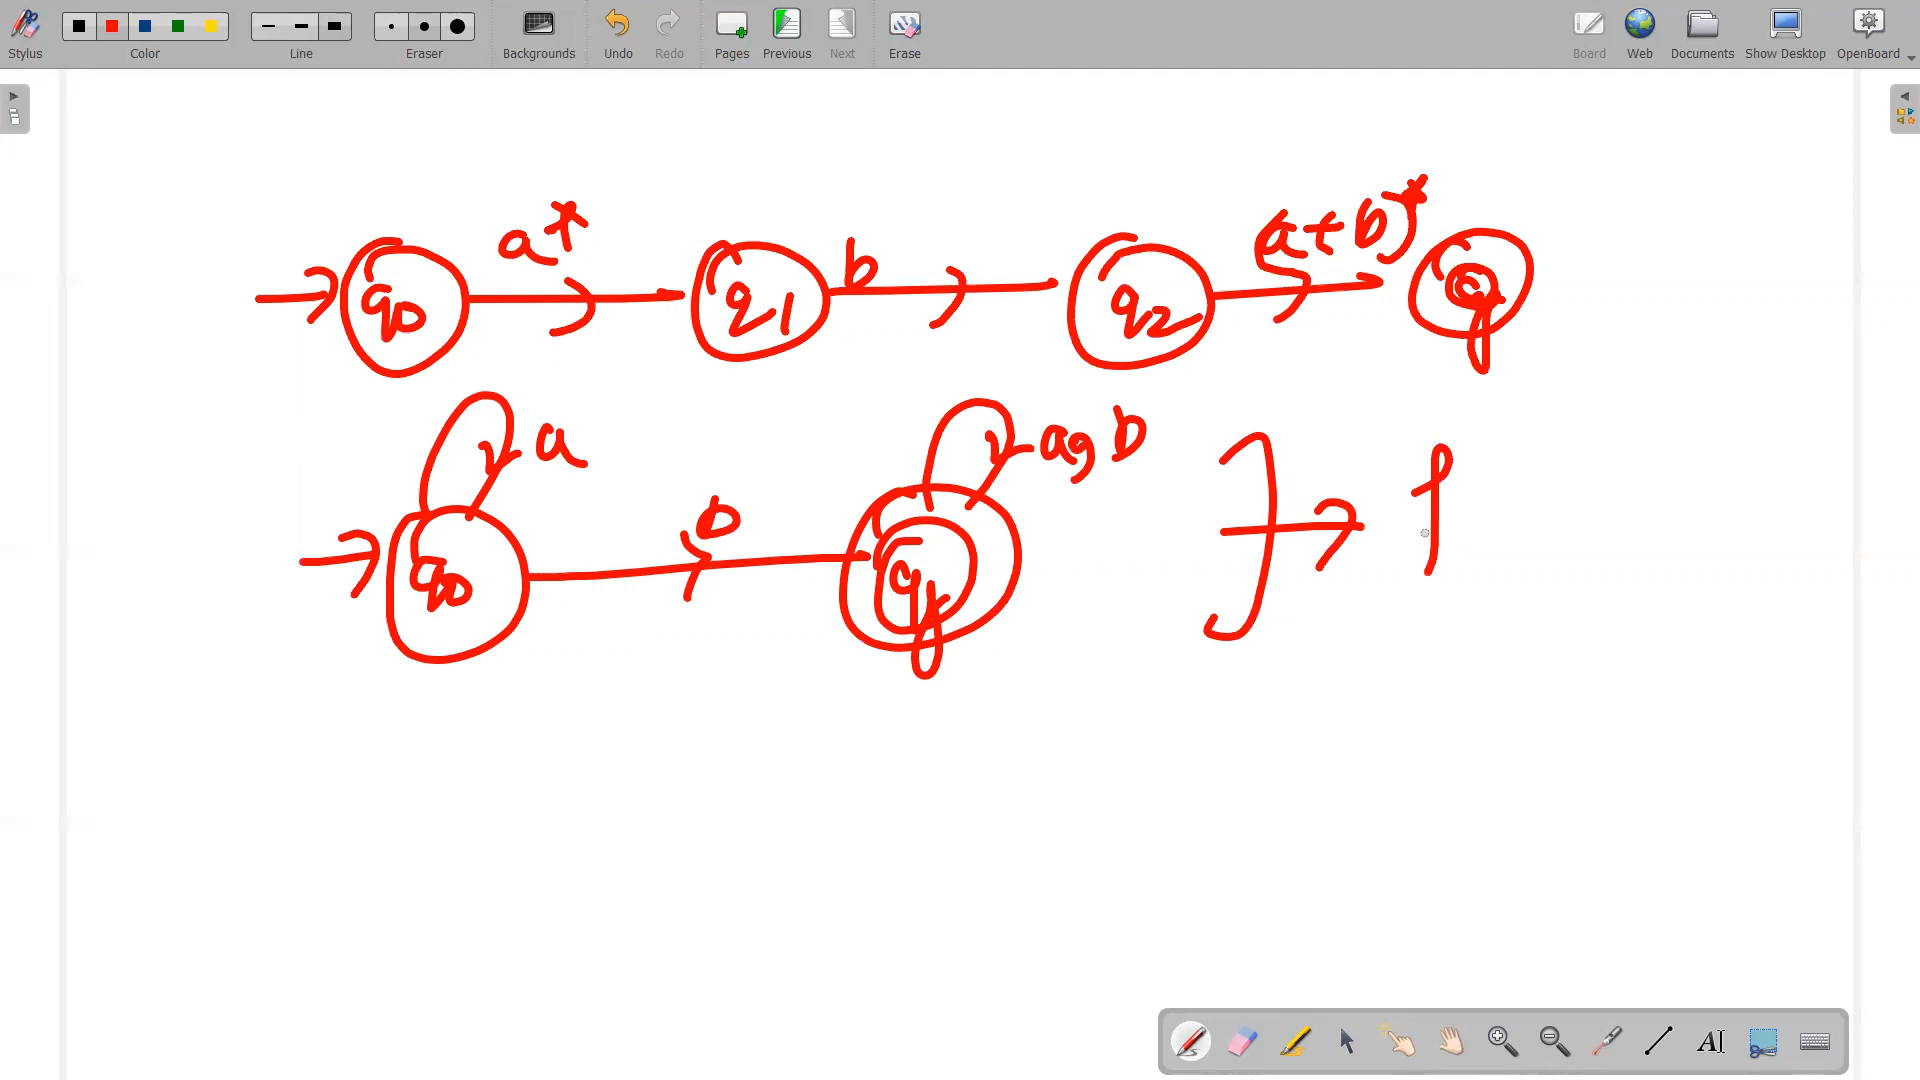 Stylus Color Line Eraser Backgrounds Undo Redo Pages Previous Next Erase Board Web Documents Show Desktop OpenBoard
a* b (a+b)*
q0 q1 q2 qf
a a,b
b
q0 qf